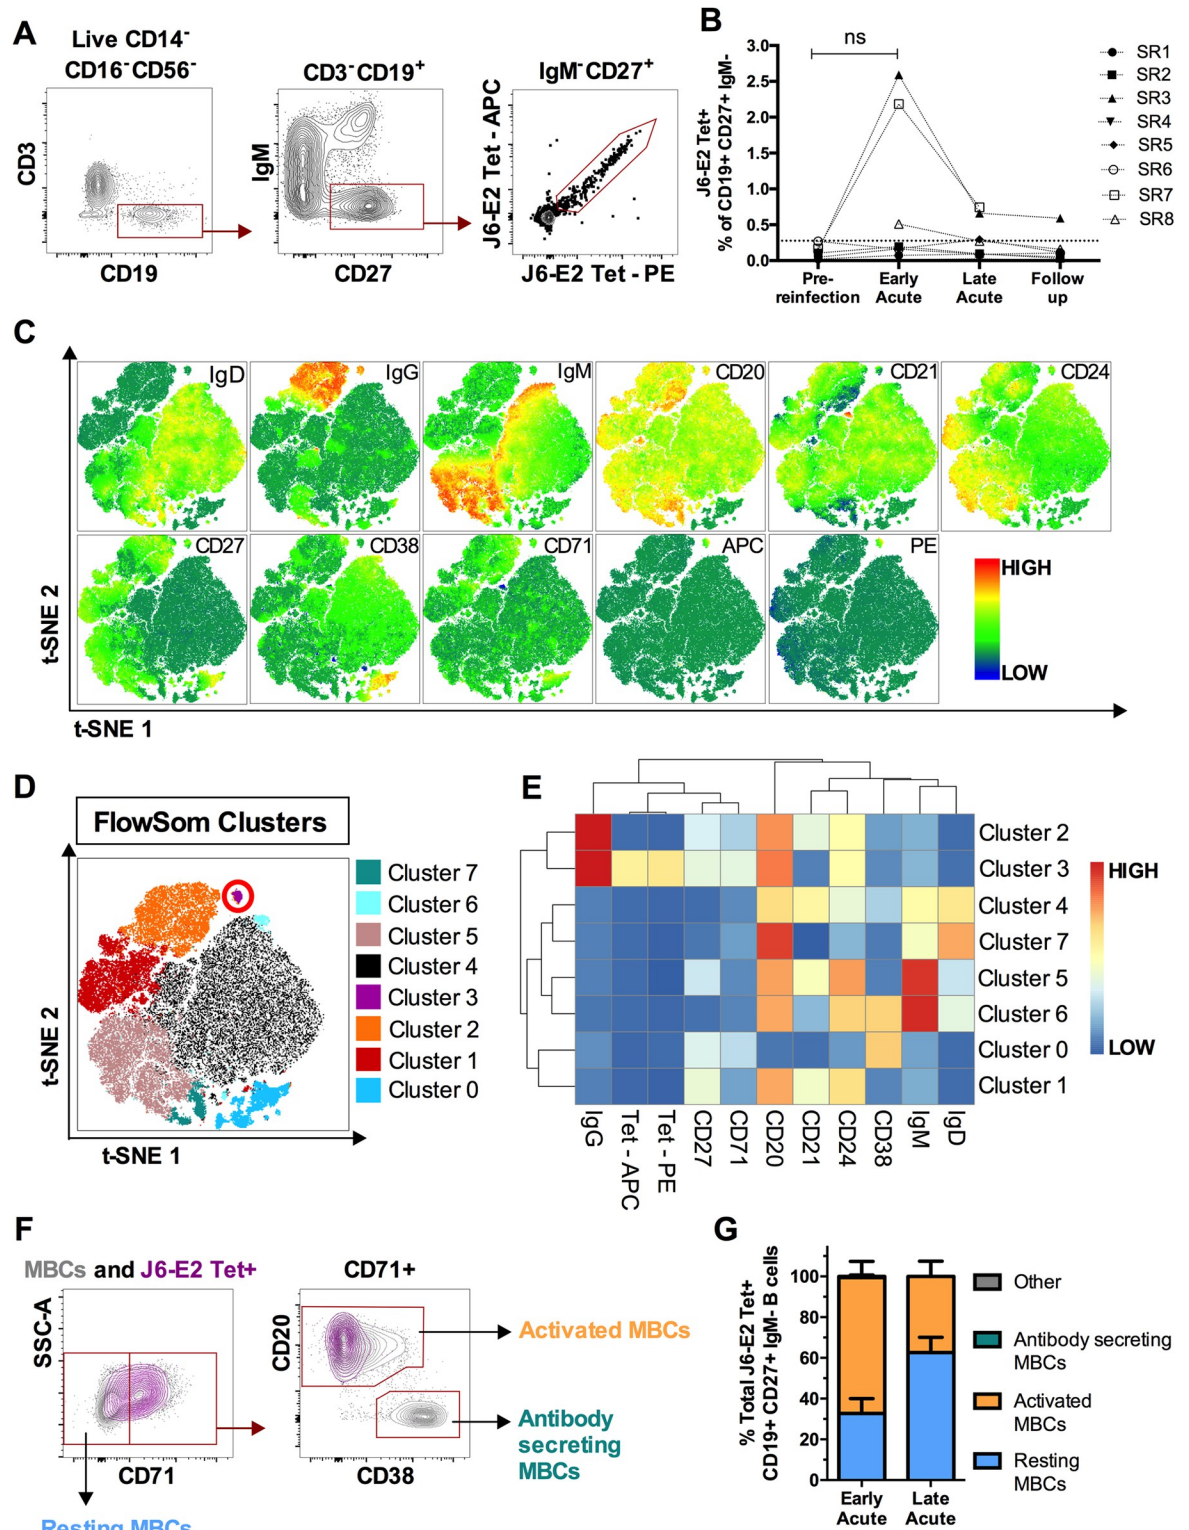 A
Live CD14-
CD16-CD56-
CD3-CD19+
IgM-CD27+
CD3
CD19
IgM
CD27
J6-E2 Tet - APC
J6-E2 Tet - PE
B
ns
J6-E2 Tet+
% of CD19+ CD27+ IgM-
3.0
2.5
2.0
1.5
1.0
0.5
0.0
Pre-
reinfection
Early
Acute
Late
Acute
Follow
up
SR1
SR2
SR3
SR4
SR5
SR6
SR7
SR8
C
IgD
IgG
IgM
CD20
CD21
CD24
CD27
CD38
CD71
APC
PE
HIGH
LOW
t-SNE 2
t-SNE 1
D
FlowSom Clusters
Cluster 7
Cluster 6
Cluster 5
Cluster 4
Cluster 3
Cluster 2
Cluster 1
Cluster 0
t-SNE 2
t-SNE 1
E
Cluster 2
Cluster 3
Cluster 4
Cluster 7
Cluster 5
Cluster 6
Cluster 0
Cluster 1
IgG
Tet - APC
Tet - PE
CD27
CD71
CD20
CD21
CD24
CD38
IgM
IgD
HIGH
LOW
F
MBCs and J6-E2 Tet+
SSC-A
CD71
Resting MBCs
CD71+
CD20
CD38
Activated MBCs
Antibody
secreting
MBCs
G
% Total J6-E2 Tet+
CD19+ CD27+ IgM- B cells
100
80
60
40
20
0
Early
Acute
Late
Acute
Other
Antibody secreting
MBCs
Activated
MBCs
Resting
MBCs